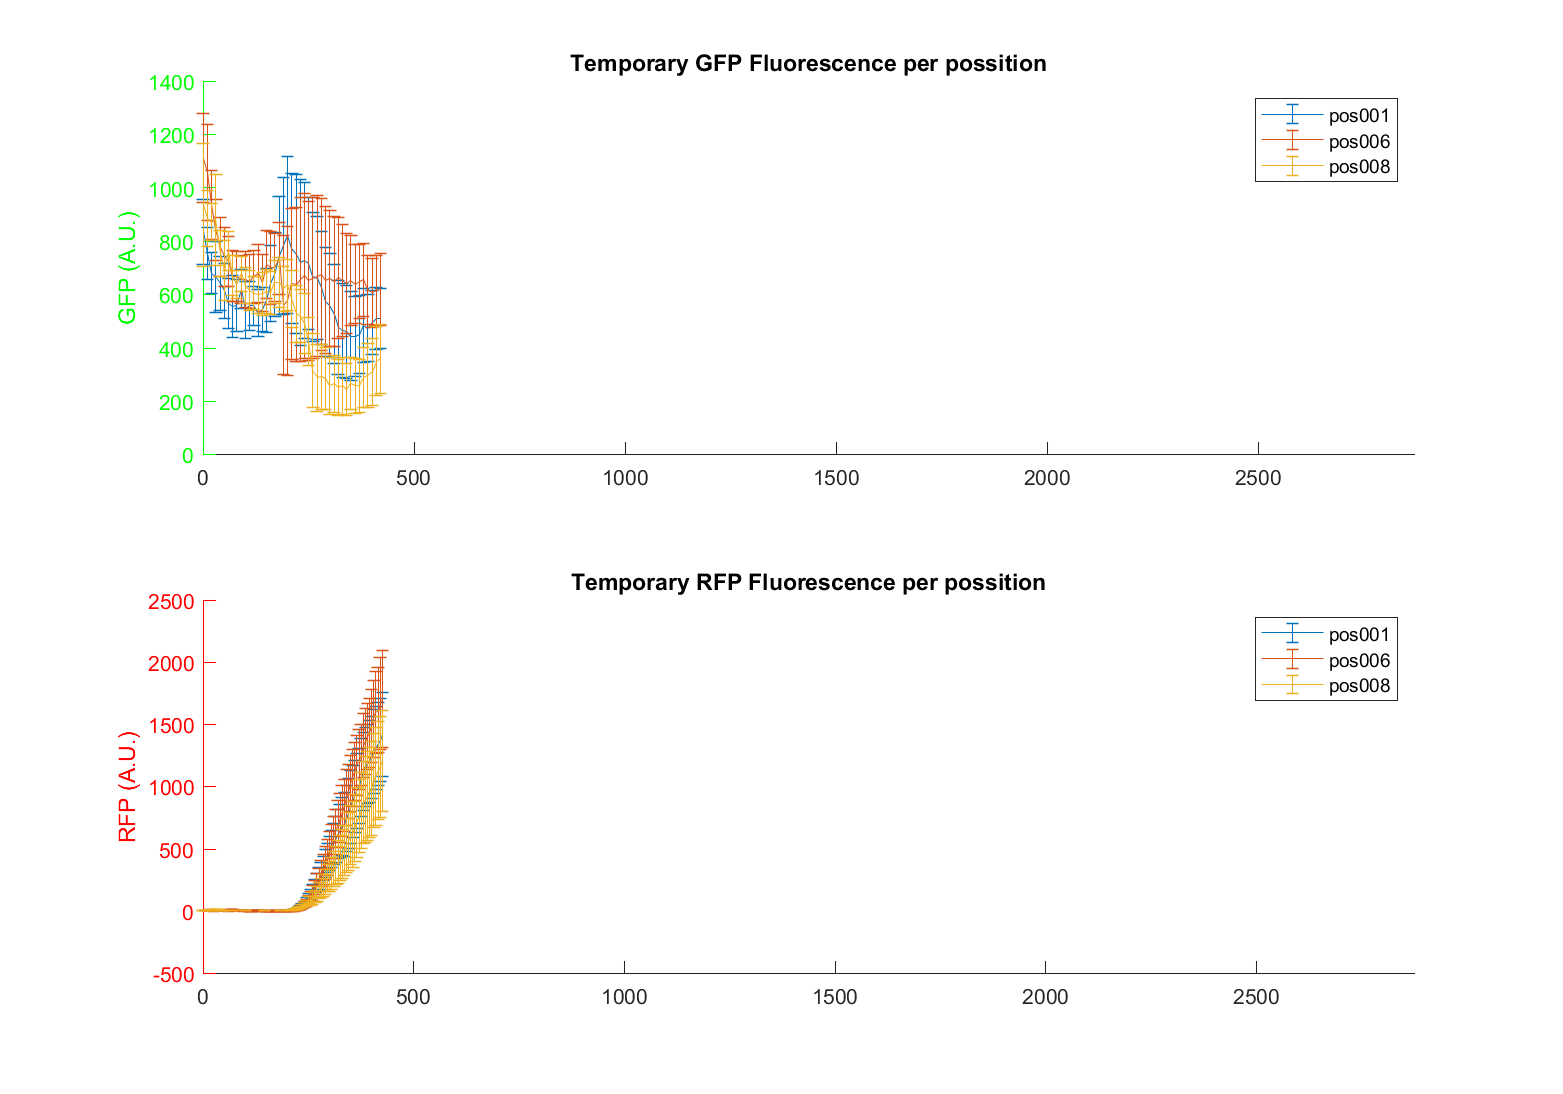 Temporary GFP Fluorescence per possition
1400
1200
1000
800
600
400
200
0
GFP (A.U.)
pos001
pos006
pos008
0 500 1000 1500 2000 2500
Temporary RFP Fluorescence per possition
2500
2000
1500
1000
500
0
-500
RFP (A.U.)
pos001
pos006
pos008
0 500 1000 1500 2000 2500